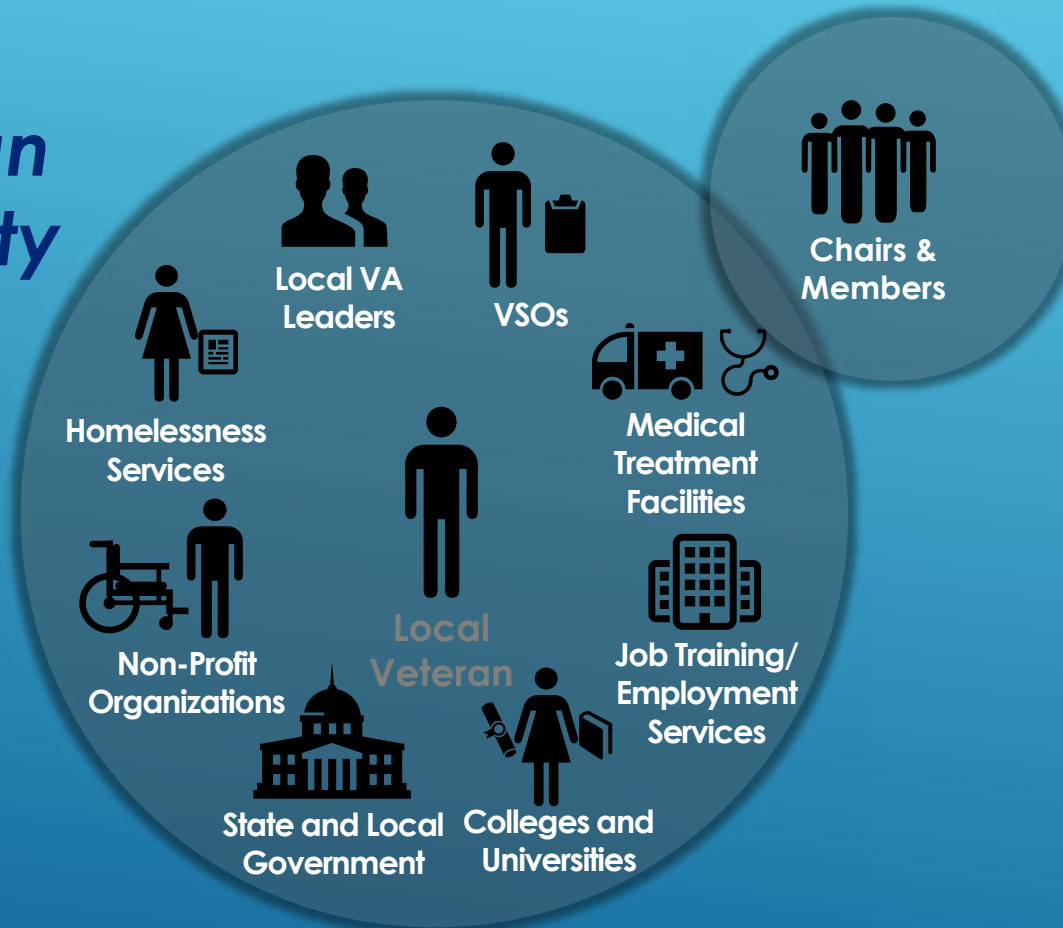 Chairs &
Members
Local VA
Leaders
VSOs
Homelessness
Services
Medical
Treatment
Facilities
Local
Veteran
Non-Profit
Organizations
Job Training/
Employment
Services
State and Local
Government
Colleges and
Universities